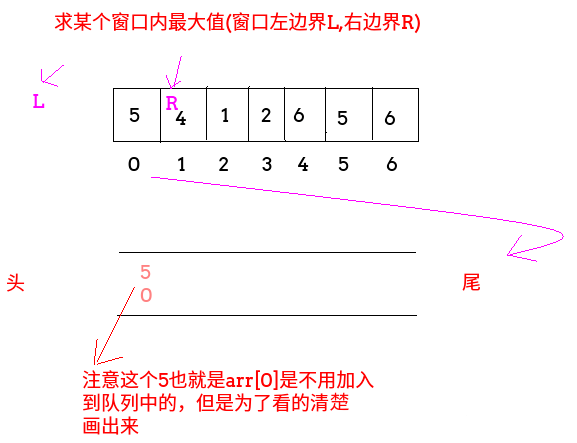 求某个窗口内最大值(窗口左边界L,右边界R)
L
R
5 4 1 2 6 5 6
0 1 2 3 4 5 6
头
尾
5
0
注意这个5也就是arr[0]是不用加入
到队列中的，但是为了看的清楚
画出来